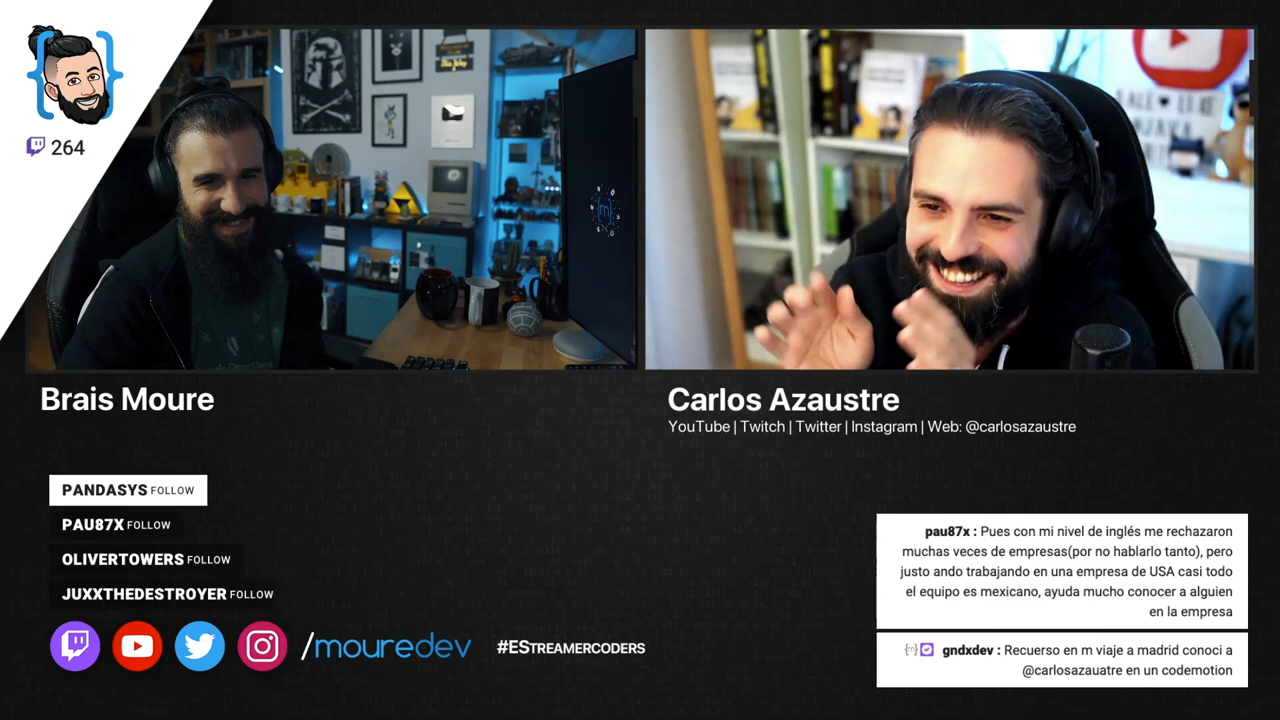 264
Brais Moure
Carlos Azaustre
YouTube | Twitch | Twitter | Instagram | Web: @carlosazaustre
PANDASYS FOLLOW
PAU87X FOLLOW
OLIVERTOWERS FOLLOW
JUXXTHEDESTROYER FOLLOW
/mouredev
#ESTREAMERCODERS
pau87x : Pues con mi nivel de inglés me rechazaron
muchas veces de empresas(por no hablarlo tanto), pero
justo ando trabajando en una empresa de USA casi todo
el equipo es mexicano, ayuda mucho conocer a alguien
en la empresa
{m} gndxdev : Recuerso en m viaje a madrid conoci a
@carlosazauatre en un codemotion